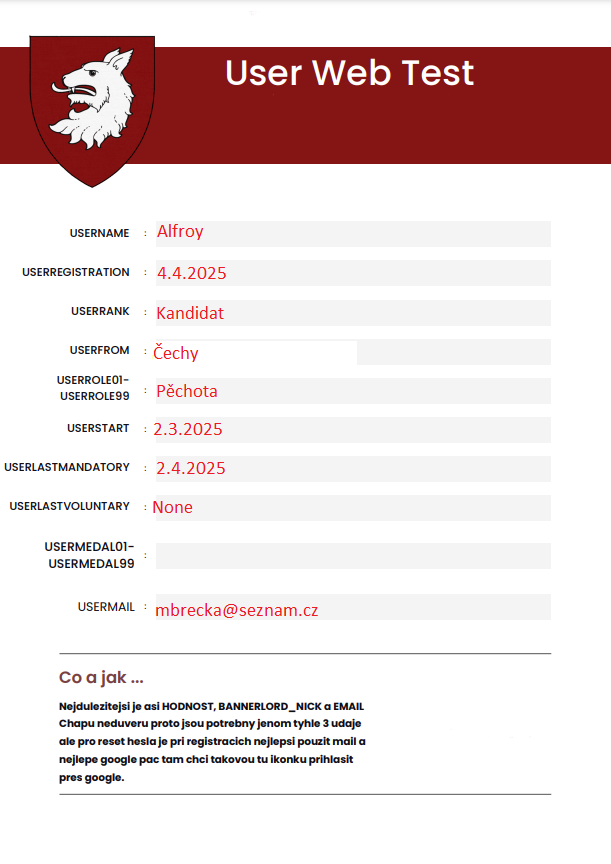 User Web Test
USERNAME : Alfroy
USERREGISTRATION : 4.4.2025
USERRANK : Kandidat
USERFROM : Čechy
USERROLE01-
USERROLE99 : Pěchota
USERSTART : 2.3.2025
USERLASTMANDATORY : 2.4.2025
USERLASTVOLUNTARY : None
USERMEDAL01-
USERMEDAL99 :
USERMAIL : mbrecka@seznam.cz
Co a jak ...
Nejdulezitejsi je asi HODNOST, BANNERLORD_NICK a EMAIL
Chapu neduveru proto jsou potrebny jenom tyhle 3 udaje
ale pro reset hesla je pri registracich nejlepsi pouzit mail a
nejlepe google pac tam chci takovou tu ikonku prihlasit
pres google.